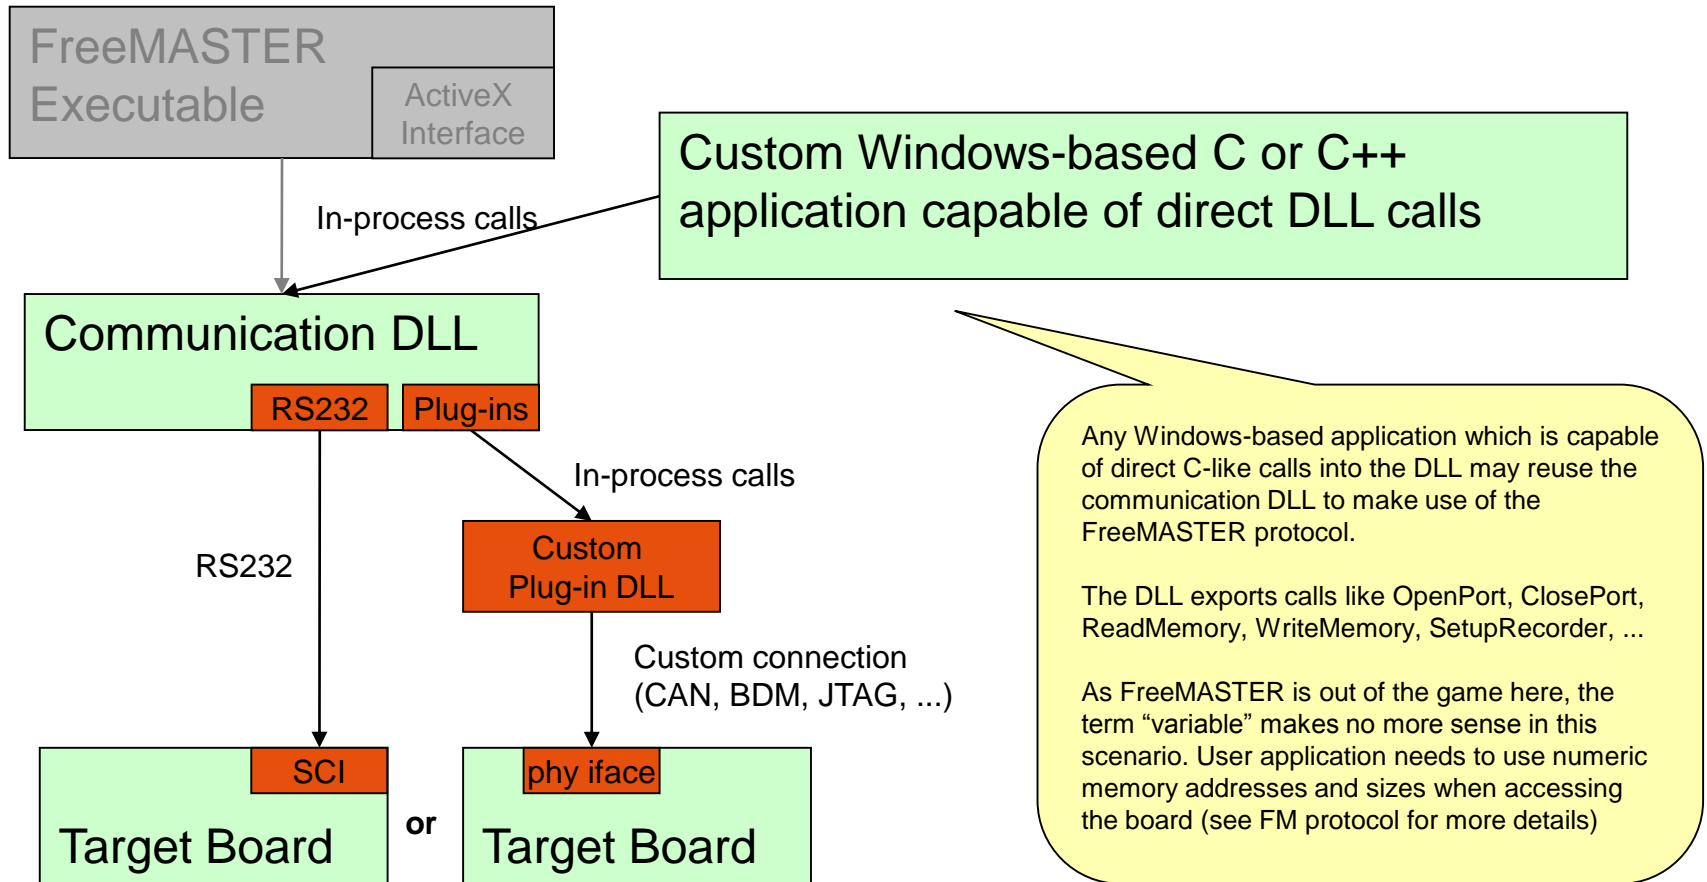 FreeMASTER
Executable
ActiveX
Interface
Custom Windows-based C or C++
application capable of direct DLL calls
In-process calls
Communication DLL
RS232
Plug-ins
In-process calls
RS232
Custom
Plug-in DLL
Custom connection
(CAN, BDM, JTAG, ...)
SCI
Target Board
or
phy iface
Target Board
Any Windows-based application which is capable
of direct C-like calls into the DLL may reuse the
communication DLL to make use of the
FreeMASTER protocol.
The DLL exports calls like OpenPort, ClosePort,
ReadMemory, WriteMemory, SetupRecorder, ...
As FreeMASTER is out of the game here, the
term “variable” makes no more sense in this
scenario. User application needs to use numeric
memory addresses and sizes when accessing
the board (see FM protocol for more details)